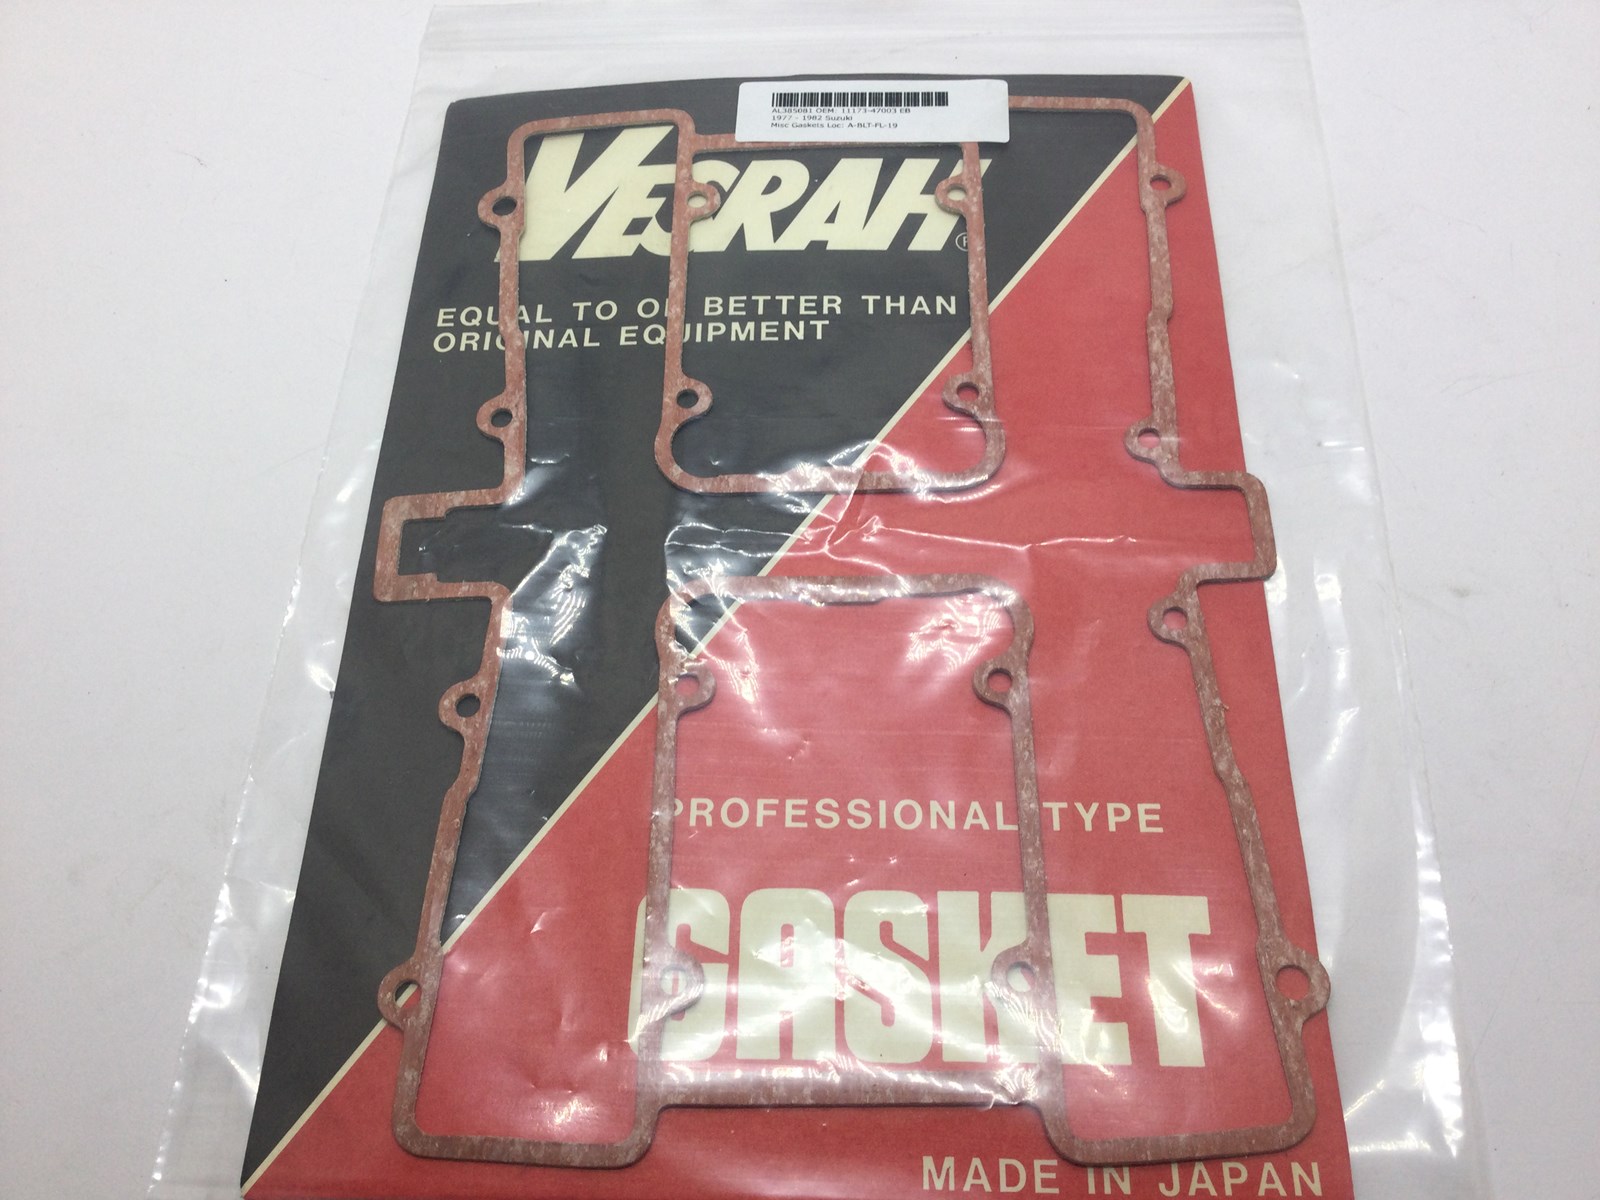 AL385081 OEM: 11173-47003 EB
1977 - 1982 Suzuki
Misc Gaskets Loc: A-BLT-FL-19
VESRAH
®
EQUAL TO OR BETTER THAN
ORIGINAL EQUIPMENT
PROFESSIONAL TYPE
GASKET
MADE IN JAPAN